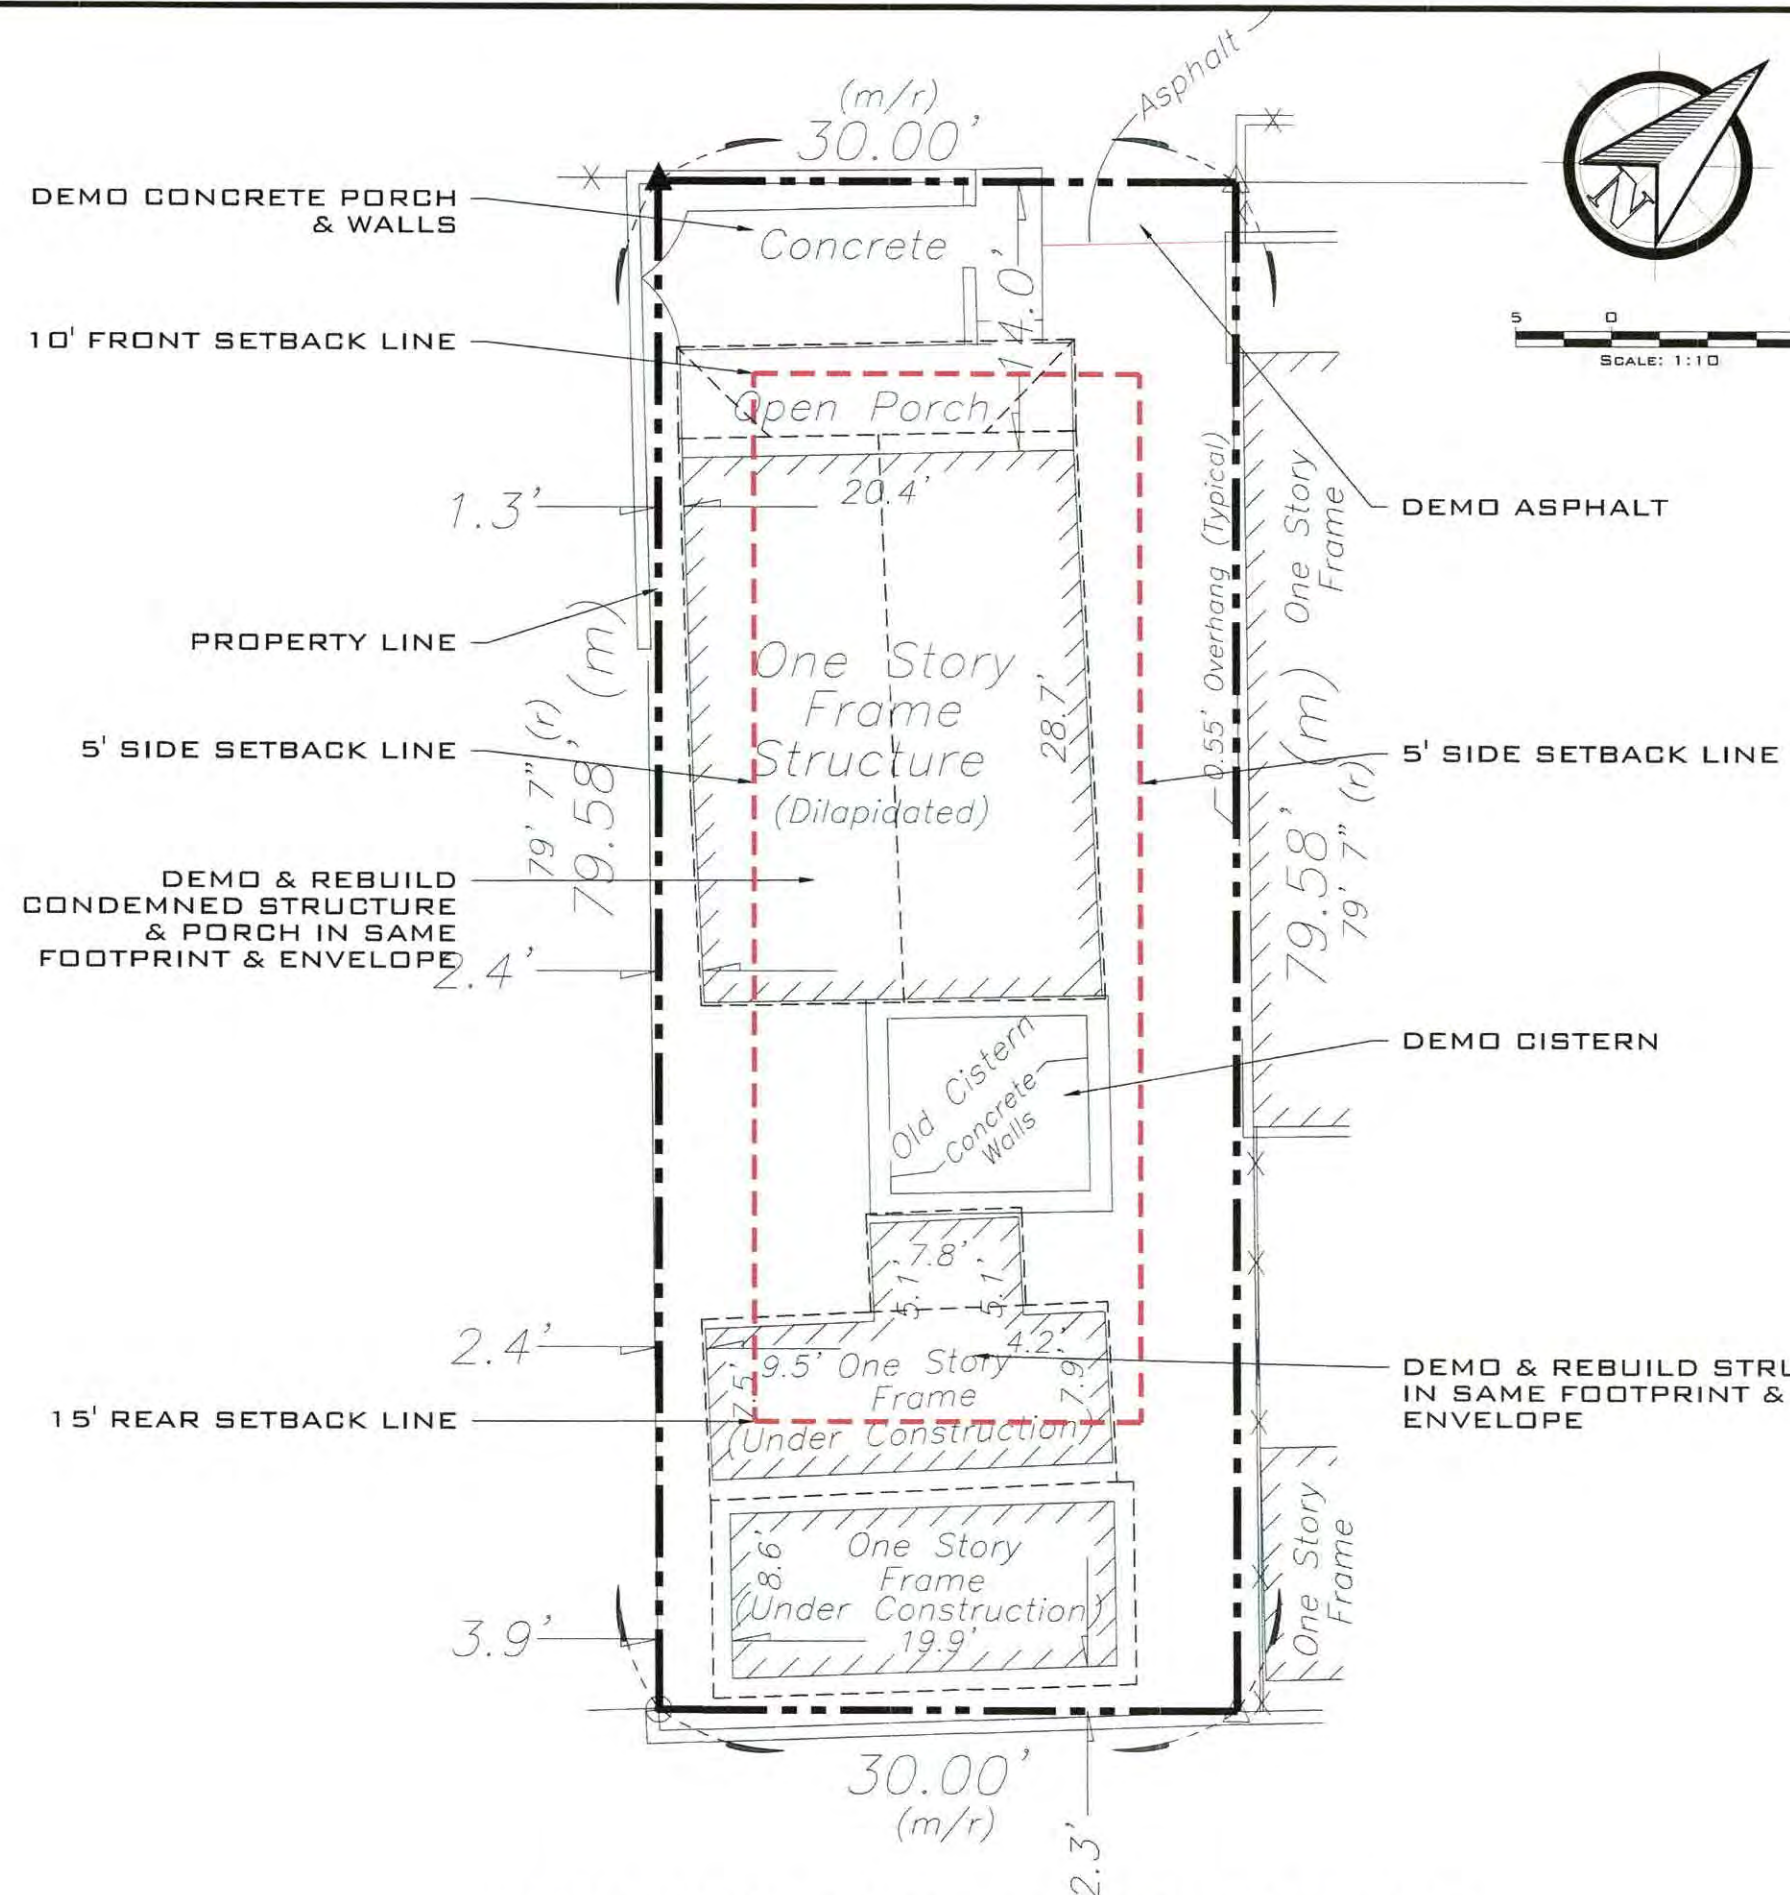 Asphalt
(m/r)
30.00'
DEMO CONCRETE PORCH
& WALLS
Concrete
N
14.0'
10' FRONT SETBACK LINE
5 0
SCALE: 1:10
Open Porch
20.4'
1.3'
DEMO ASPHALT
One Story
Frame
0.55' Overhang (Typical)
PROPERTY LINE
One Story
Frame
Structure
(Dilapidated)
28.7'
79' 7" (r)
79.58' (m)
5' SIDE SETBACK LINE
5' SIDE SETBACK LINE
79.58' (m)
79' 7" (r)
DEMO & REBUILD
CONDEMNED STRUCTURE
& PORCH IN SAME
FOOTPRINT & ENVELOPE
2.4'
Old Cistern
Concrete
Walls
DEMO CISTERN
7.8'
5.1'
5.1'
2.4'
9.5' One Story
4.2'
Frame
(Under Construction)
7.5'
7.9'
DEMO & REBUILD STRU
IN SAME FOOTPRINT &
ENVELOPE
15' REAR SETBACK LINE
One Story
Frame
(Under Construction)
8.6'
19.9'
One Story
Frame
3.9'
30.00'
(m/r)
2.3'